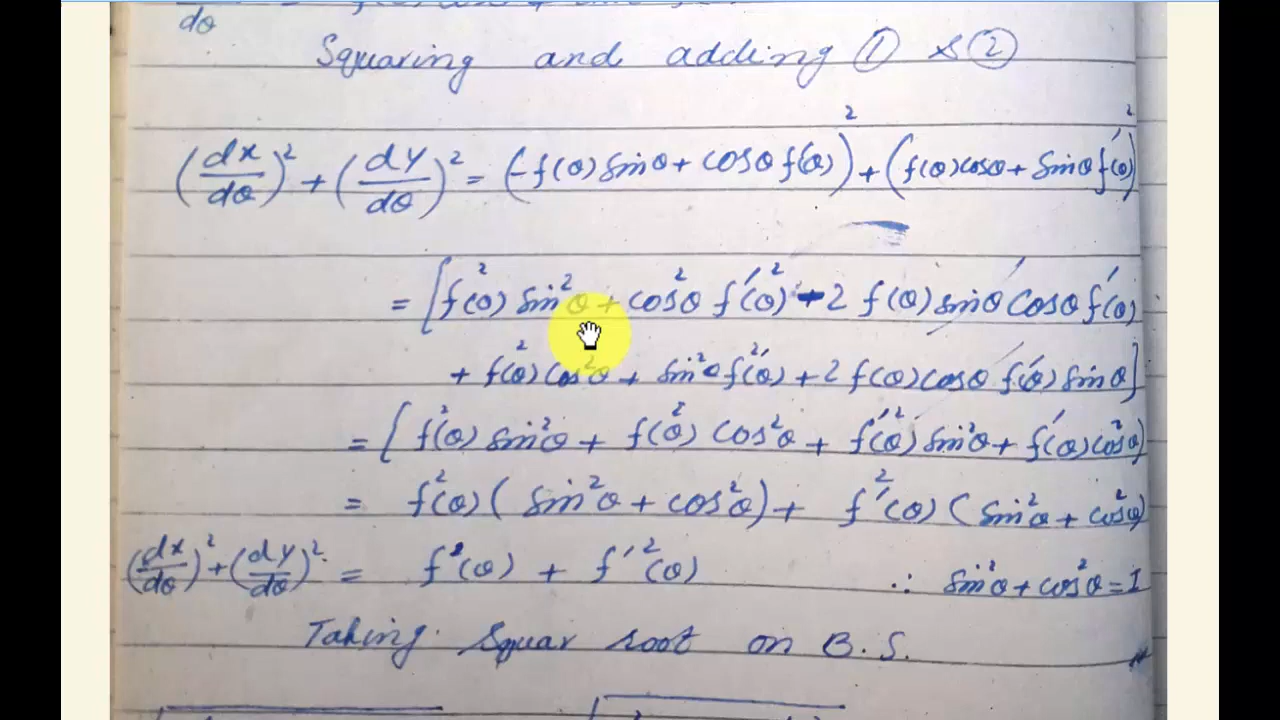 dθ
Squaring and adding ① & ②
(dx/dθ)² + (dy/dθ)² = (-f(θ) sinθ + cosθ f(θ))² + (f(θ)cosθ + sinθ f'(θ))²
= [f²(θ) sin²θ + cos²θ f'²(θ) - 2 f(θ) sinθ cosθ f'(θ)
+ f²(θ) cos²θ + sin²θ f²'(θ) + 2 f(θ) cosθ f'(θ) sinθ]
= [f²(θ) sin²θ + f²(θ) cos²θ + f'²(θ) sin²θ + f'(θ) cos²θ]
= f²(θ) ( sin²θ + cos²θ) + f'²(θ) (sin²θ + cos²θ)
(dx/dθ)² + (dy/dθ)² = f²(θ) + f'²(θ) ∴ sin²θ + cos²θ = 1
Taking squar root on B.S.